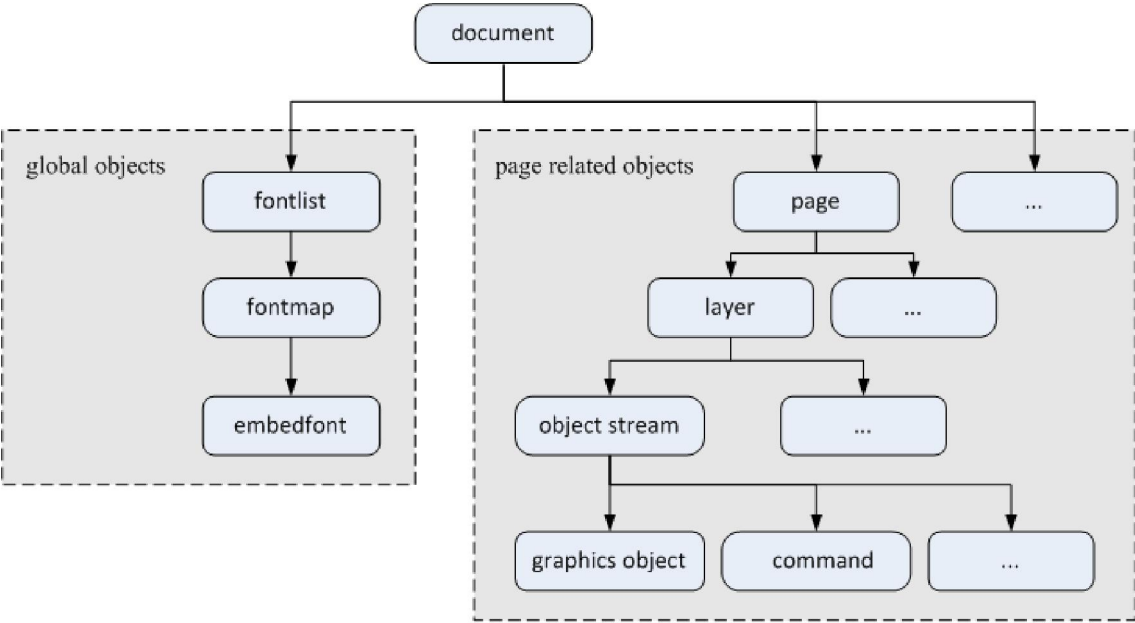 document
global objects
page related objects
fontlist
page
...
fontmap
layer
...
embedfont
object stream
...
graphics object
command
...